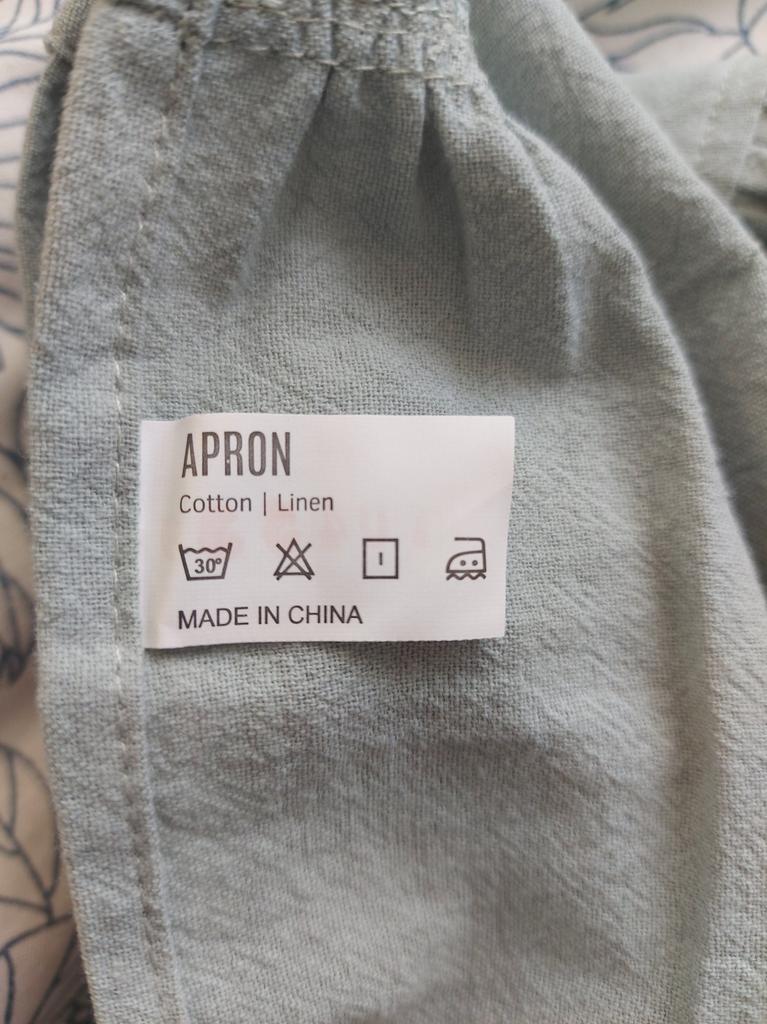 APRON
Cotton | Linen
30°
MADE IN CHINA